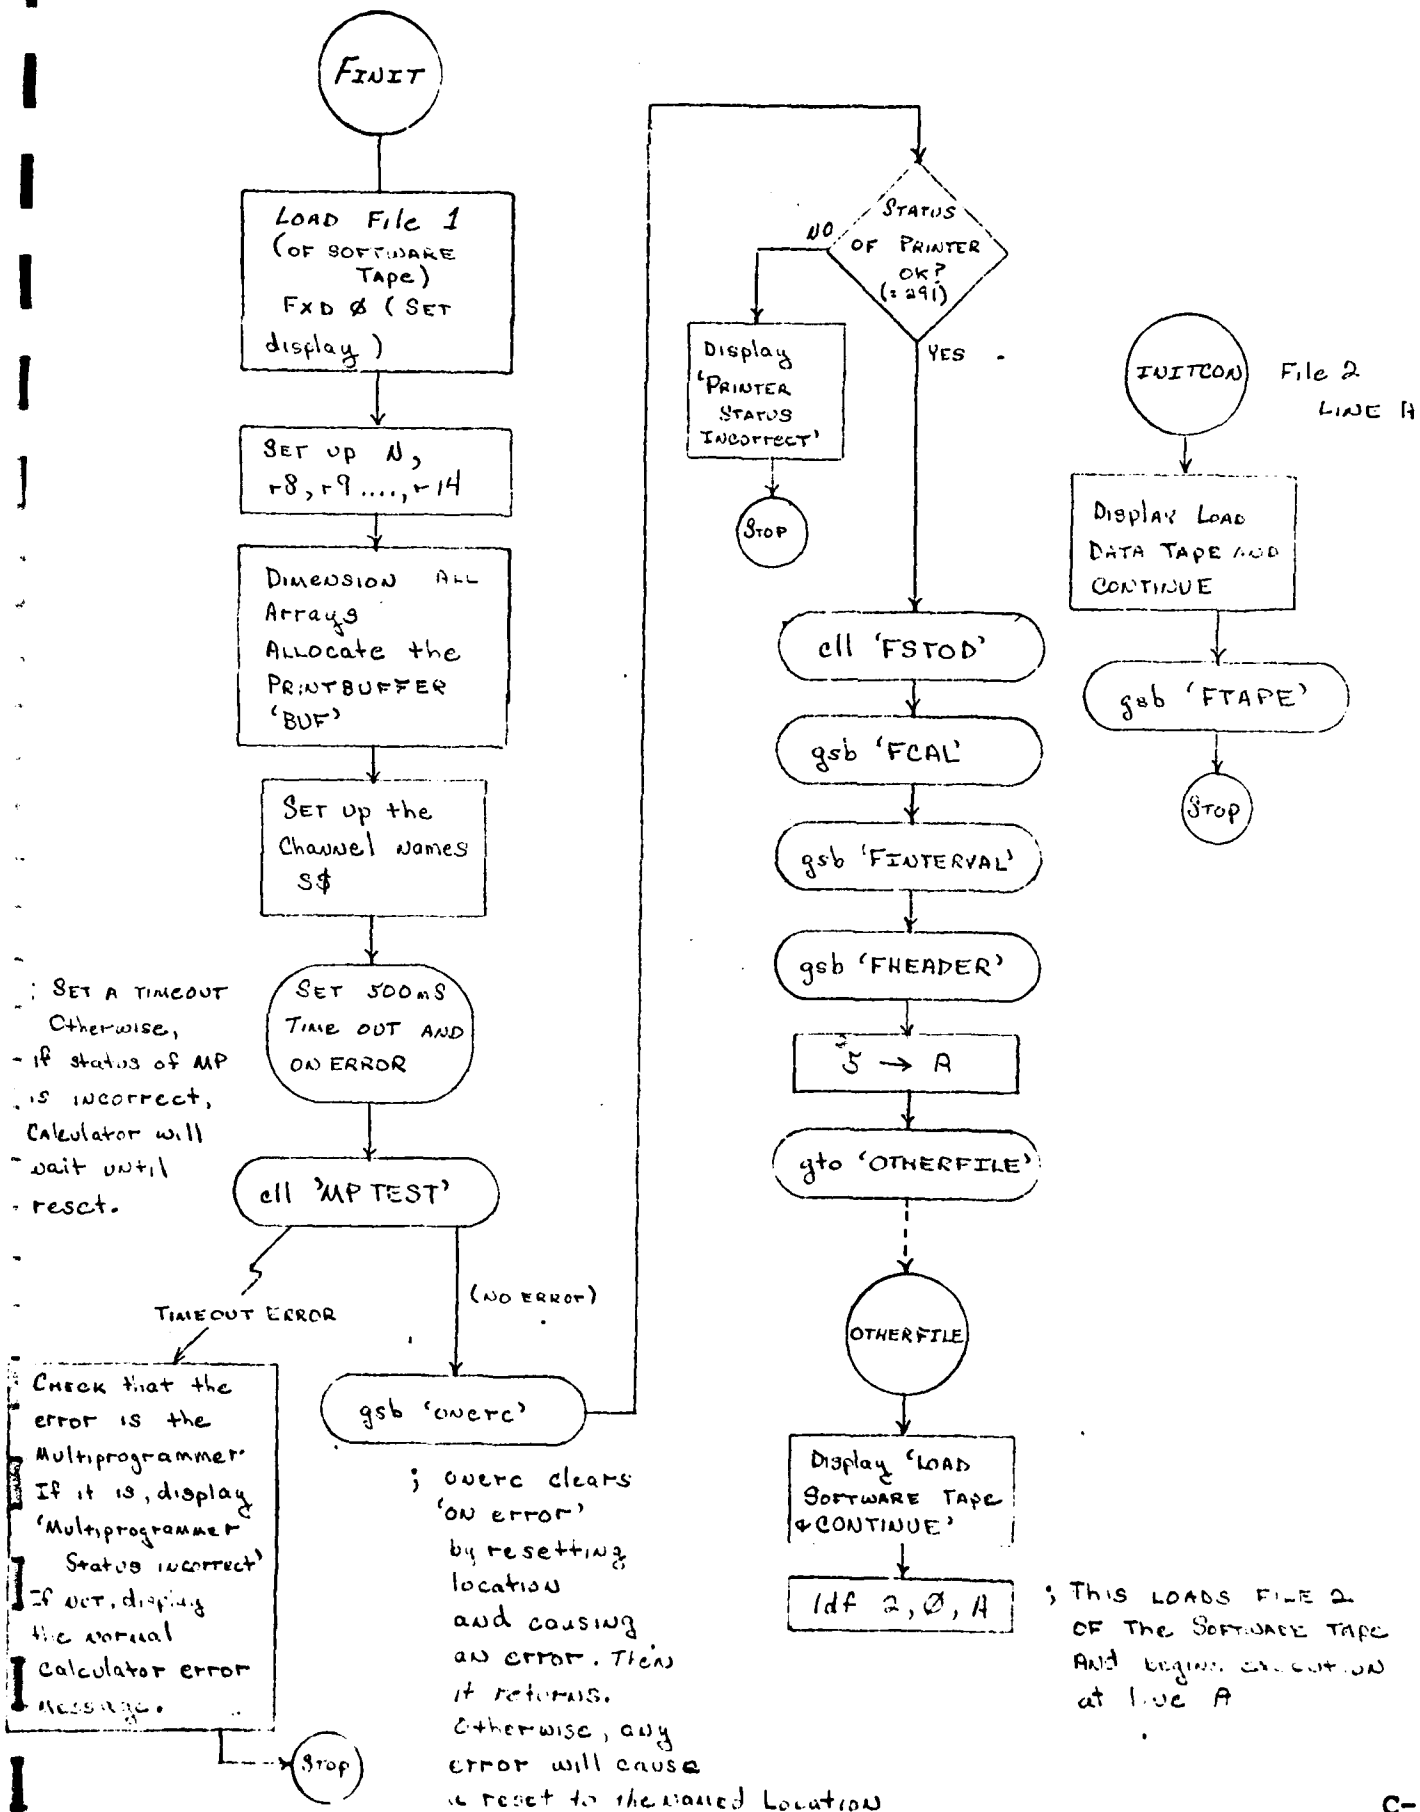 FINIT
LOAD File 1
(OF SOFTWARE
TAPe)
FXD Ø (SET
display)
SET up N,
r8, r9 ...., r14
DIMENSION ALL
Arrays
ALLOCate the
PRINTBUFFER
'BUF'
SET up the
Channel Names
S$
; SET A TIMEOUT
Otherwise,
if status of MP
is incorrect,
CAlculator will
wait until
reset.
SET 500mS
TIME OUT AND
ON ERROR
cll 'MP TEST'
TIMEOUT ERROR
(NO ERROr)
CHECK that the
error is the
Multiprogrammer.
If it is, display
'Multiprogrammer
Status incorrect'
If NOT, display
the normal
calculator error
message.
Stop
gsb 'onerc'
; onerc clears
'ON error'
by resetting
location
and causing
an error. Then
it returns.
Otherwise, any
error will cause
a reset to the named Location
STATUS
OF PRINTER
OK?
(=291)
NO
YES
Display
'PRINTER
STATUS
INCOrrECT'
STOP
cll 'FSTOD'
gsb 'FCAL'
gsb 'FINTERVAL'
gsb 'FHEADER'
5 → A
gto 'OTHERFILE'
OTHERFILE
Display 'LOAD
SOFTWARE TAPE
& CONTINUE'
ldf 2, Ø, A
; THIS LOADS FILE 2
OF The SOFTWARE TAPE
ANd begins execution
at line A
INITCON
File 2
LINE A
Display LOAD
DATA TAPE AND
CONTINUE
gsb 'FTAPE'
STOP
C-